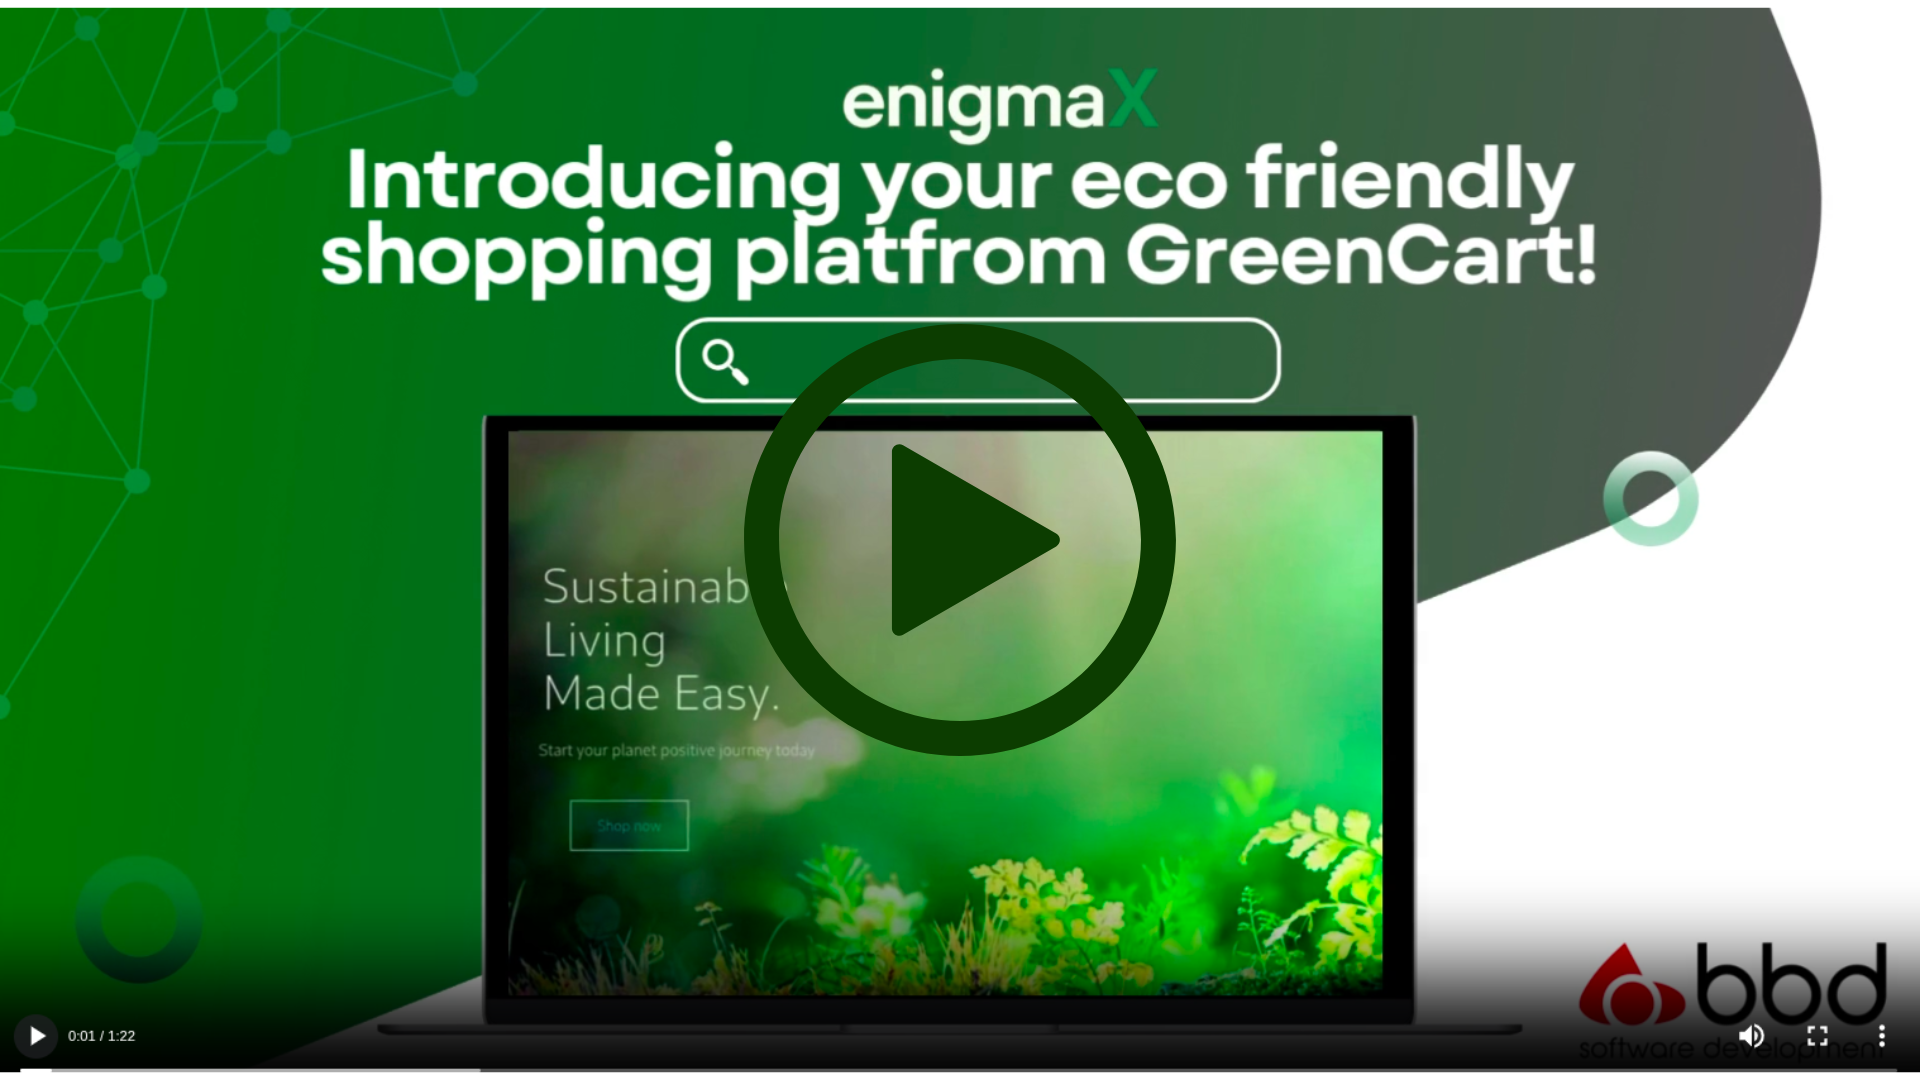 enigmaX
Introducing your eco friendly
shopping platfrom GreenCart!
Sustainab
Living
Made Easy.
Start your planet positive journey today
Shop now
bbd
software development
0:01 / 1:22